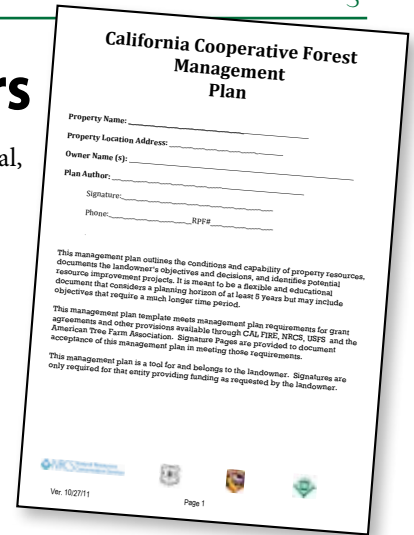 rs
al,
California Cooperative Forest
Management
Plan
Property Name:
Property Location Address:
Owner Name (s):
Plan Author:
Signature:
Phone: RPF#
This management plan outlines the conditions and capability of property resources,
documents the landowner's objectives and decisions, and identifies potential
resource improvement projects. It is meant to be a flexible and educational
document that considers a planning horizon of at least 5 years but may include
objectives that require a much longer time period.
This management plan template meets management plan requirements for grant
agreements and other provisions available through CAL FIRE, NRCS, USFS and the
American Tree Farm Association. Signature Pages are provided to document
acceptance of this management plan in meeting those requirements.
This management plan is a tool for and belongs to the landowner. Signatures are
only required for that entity providing funding as requested by the landowner.
NRCS
Ver. 10/27/11
Page 1